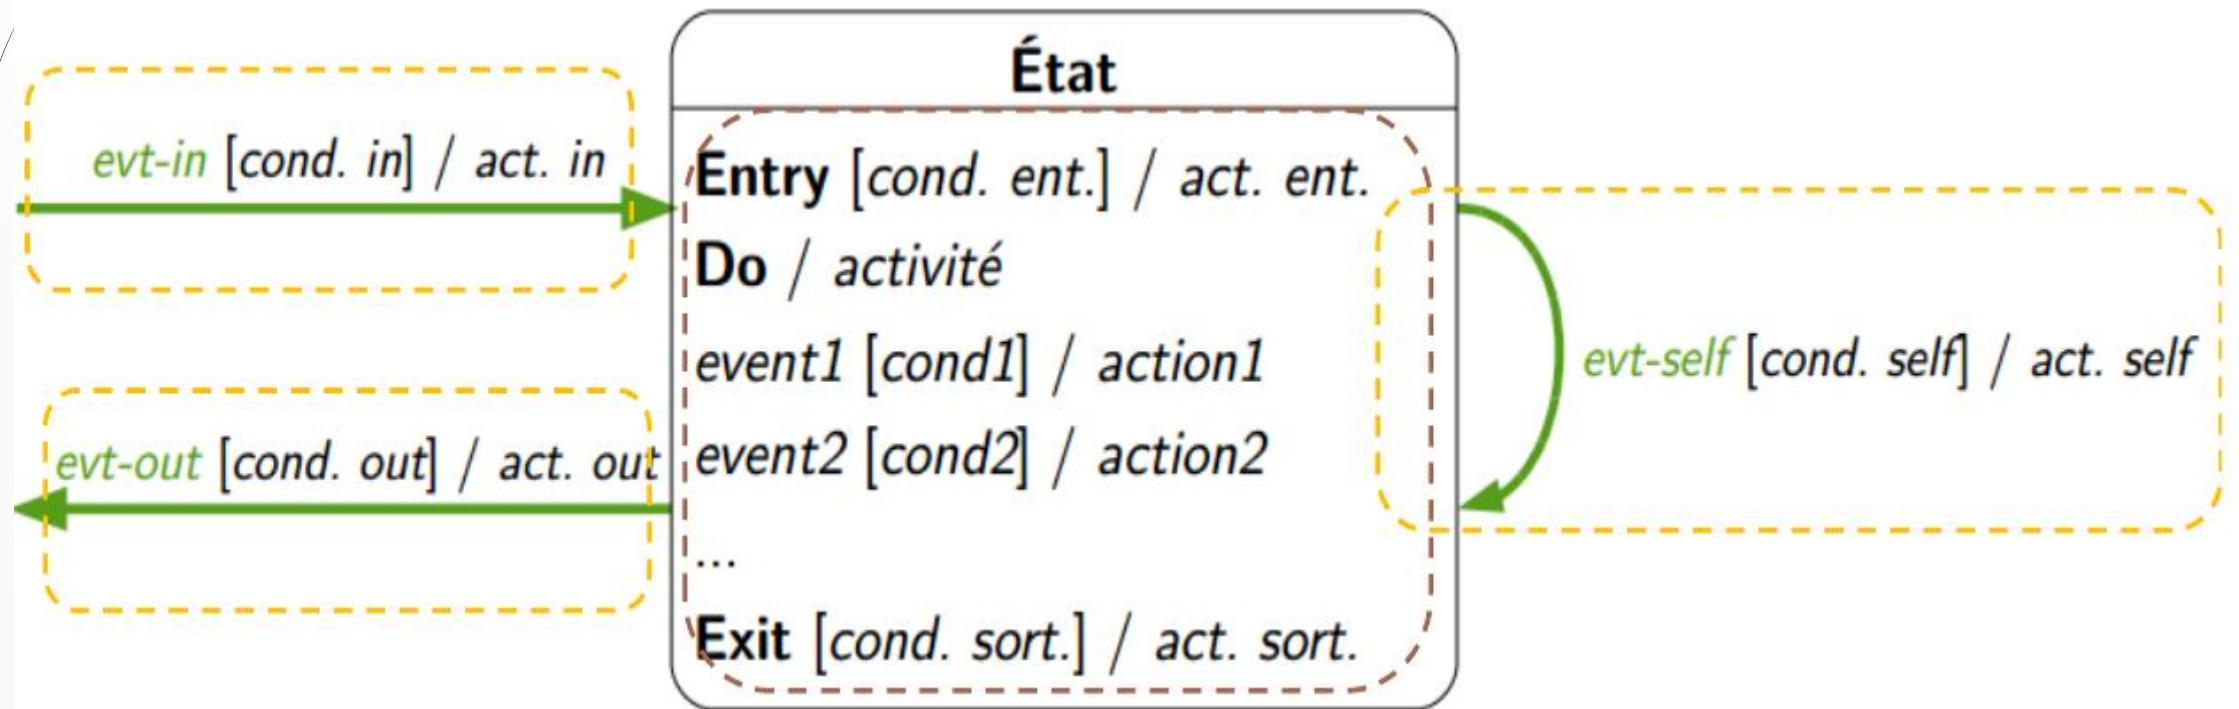 État
evt-in [cond. in] / act. in
Entry [cond. ent.] / act. ent.
Do / activité
event1 [cond1] / action1
evt-self [cond. self] / act. self
evt-out [cond. out] / act. out
event2 [cond2] / action2
...
Exit [cond. sort.] / act. sort.